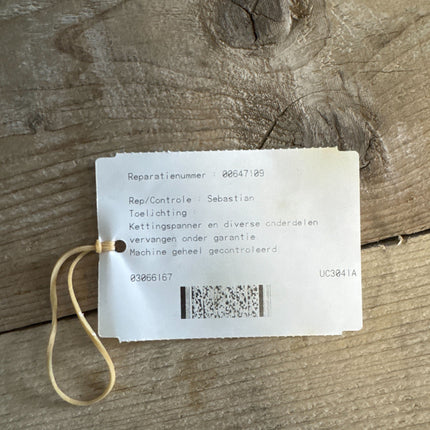 Reparatienummer : 00647109
Rep/Controle : Sebastian
Toelichting
Kettingspanner en diverse onderdelen
vervangen onder garantie
Machine geheel gecontroleerd
03066167 UC3041A